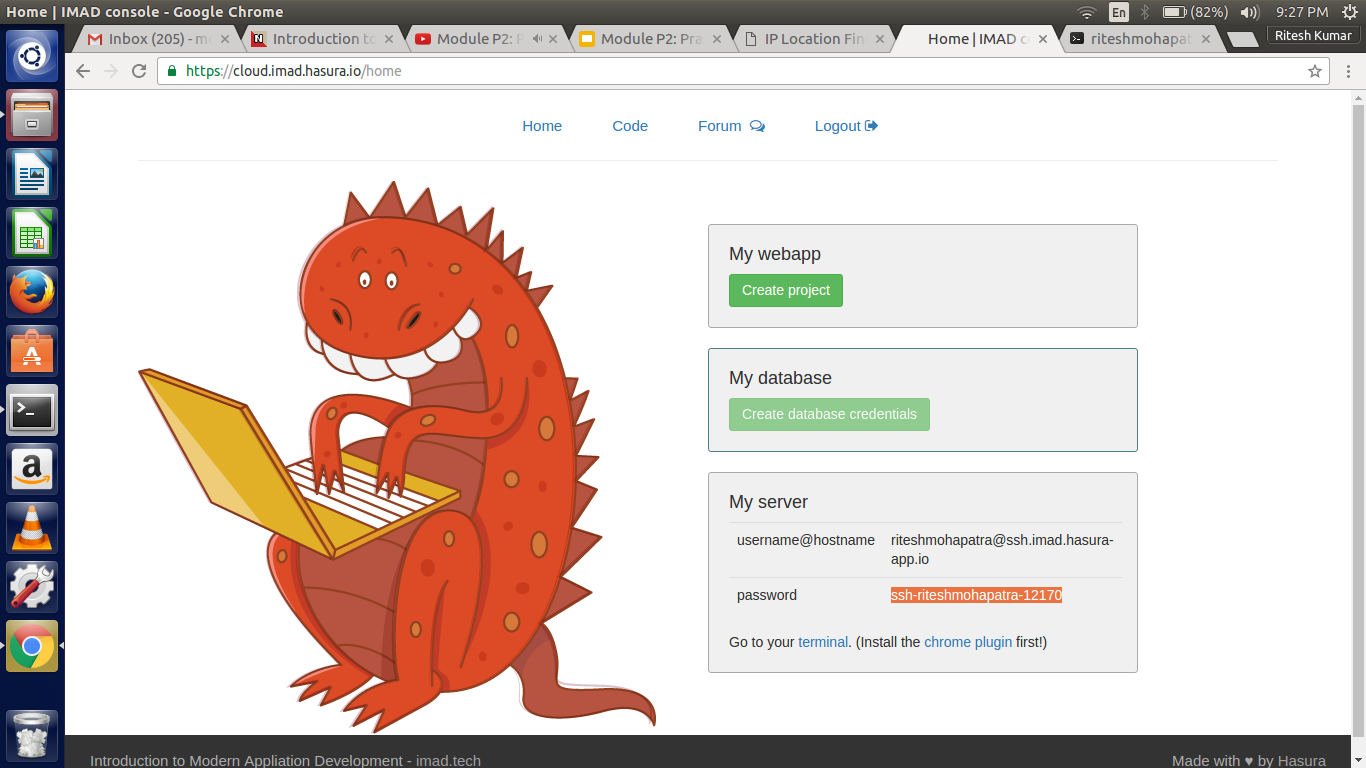 Home | IMAD console - Google Chrome
En
(82%)
9:27 PM
Inbox (205) - m
Introduction to
Module P2: P
Module P2: Pra
IP Location Fin
Home | IMAD c
riteshmohapat
Ritesh Kumar
https://cloud.imad.hasura.io/home
Home
Code
Forum
Logout
My webapp
Create project
My database
Create database credentials
My server
username@hostname
riteshmohapatra@ssh.imad.hasura-
app.io
password
ssh-riteshmohapatra-12170
Go to your terminal. (Install the chrome plugin first!)
Introduction to Modern Appliation Development - imad.tech
Made with ♥ by Hasura